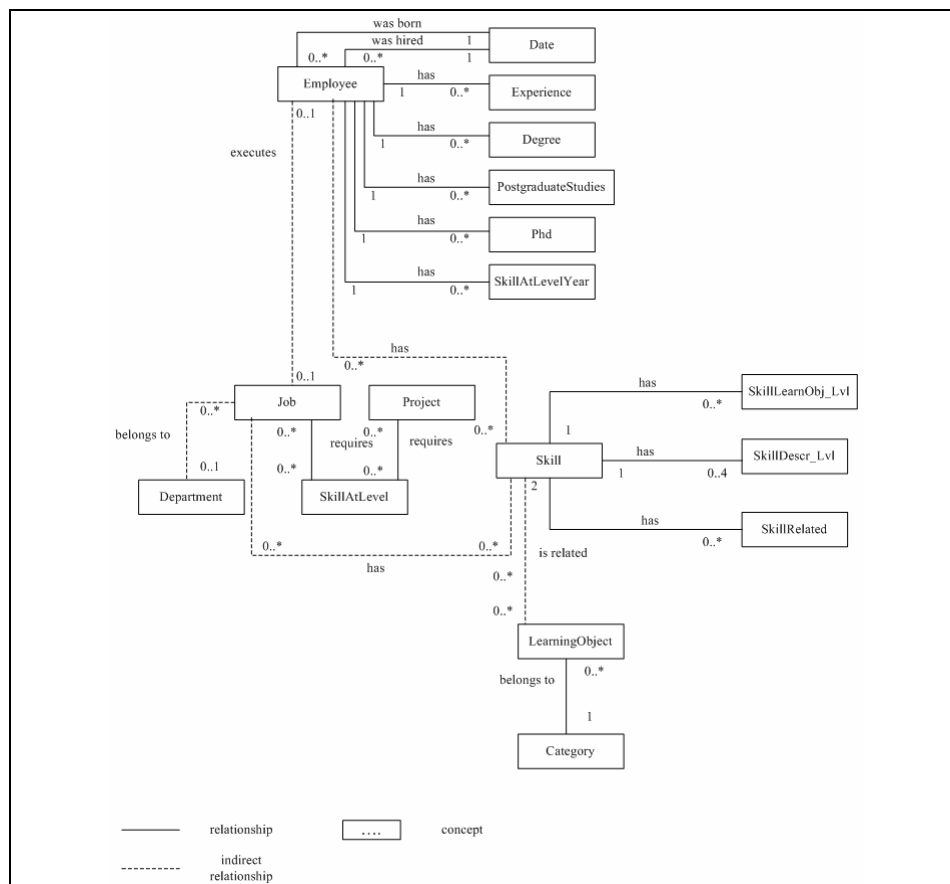 was born
0..* was hired 1 Date
0..* 1
Employee has Experience
1 0..*
0..1 has Degree
1 0..*
executes
has PostgraduateStudies
1 0..*
has Phd
1 0..*
has SkillAtLevelYear
1 0..*
has
0..*
0..1 has SkillLearnObj_Lvl
0..* Job Project 0..*
belongs to 0..* requires 0..* requires 0..* 1
has SkillDescr_Lvl
0..1 0..* 0..* Skill 1 0..4
Department SkillAtLevel 2
has SkillRelated
0..* 0..* 0..*
has is related
0..*
0..*
LearningObject
0..*
belongs to
1
Category
relationship .... concept
indirect
relationship